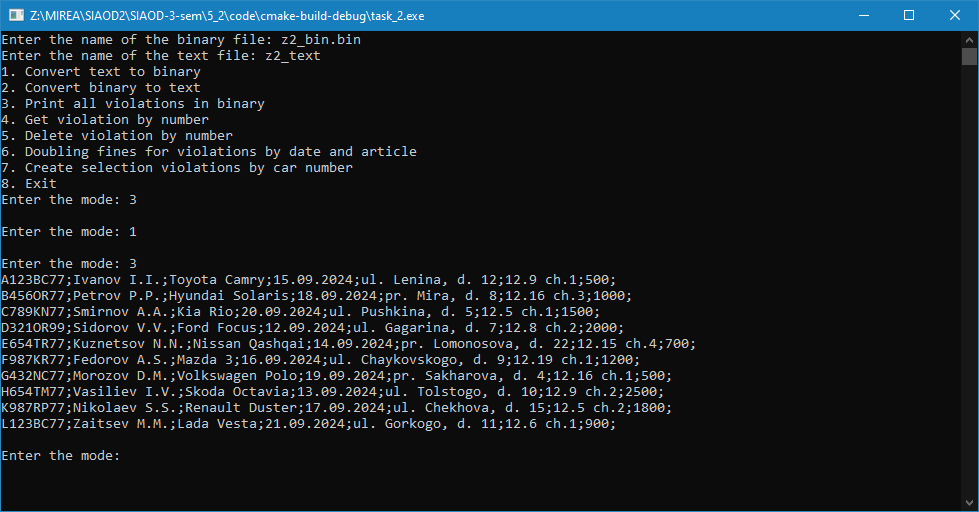 Z:\MIREA\SIAOD2\SIAOD-3-sem\5_2\code\cmake-build-debug\task_2.exe
Enter the name of the binary file: z2_bin.bin
Enter the name of the text file: z2_text
1. Convert text to binary
2. Convert binary to text
3. Print all violations in binary
4. Get violation by number
5. Delete violation by number
6. Doubling fines for violations by date and article
7. Create selection violations by car number
8. Exit
Enter the mode: 3
Enter the mode: 1
Enter the mode: 3
A123BC77;Ivanov I.I.;Toyota Camry;15.09.2024;ul. Lenina, d. 12;12.9 ch.1;500;
B456OR77;Petrov P.P.;Hyundai Solaris;18.09.2024;pr. Mira, d. 8;12.16 ch.3;1000;
C789KN77;Smirnov A.A.;Kia Rio;20.09.2024;ul. Pushkina, d. 5;12.5 ch.1;1500;
D321OR99;Sidorov V.V.;Ford Focus;12.09.2024;ul. Gagarina, d. 7;12.8 ch.2;2000;
E654TR77;Kuznetsov N.N.;Nissan Qashqai;14.09.2024;pr. Lomonosova, d. 22;12.15 ch.4;700;
F987KR77;Fedorov A.S.;Mazda 3;16.09.2024;ul. Chaykovskogo, d. 9;12.19 ch.1;1200;
G432NC77;Morozov D.M.;Volkswagen Polo;19.09.2024;pr. Sakharova, d. 4;12.16 ch.1;500;
H654TM77;Vasiliev I.V.;Skoda Octavia;13.09.2024;ul. Tolstogo, d. 10;12.9 ch.2;2500;
K987RP77;Nikolaev S.S.;Renault Duster;17.09.2024;ul. Chekhova, d. 15;12.5 ch.2;1800;
L123BC77;Zaitsev M.M.;Lada Vesta;21.09.2024;ul. Gorkogo, d. 11;12.6 ch.1;900;
Enter the mode: